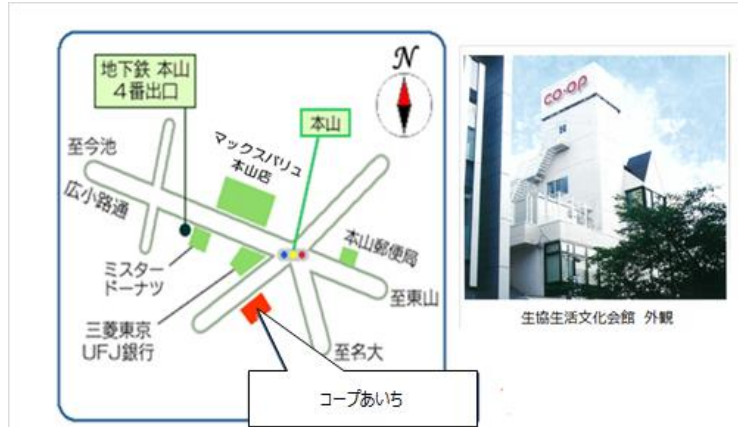 地下鉄 本山
4番出口
N
本山
マックスバリュ
本山店
至今池
広小路通
本山郵便局
ミスター
ドーナツ
至東山
三菱東京
UFJ銀行
至名大
コープあいち
co・op
生協生活文化会館 外観